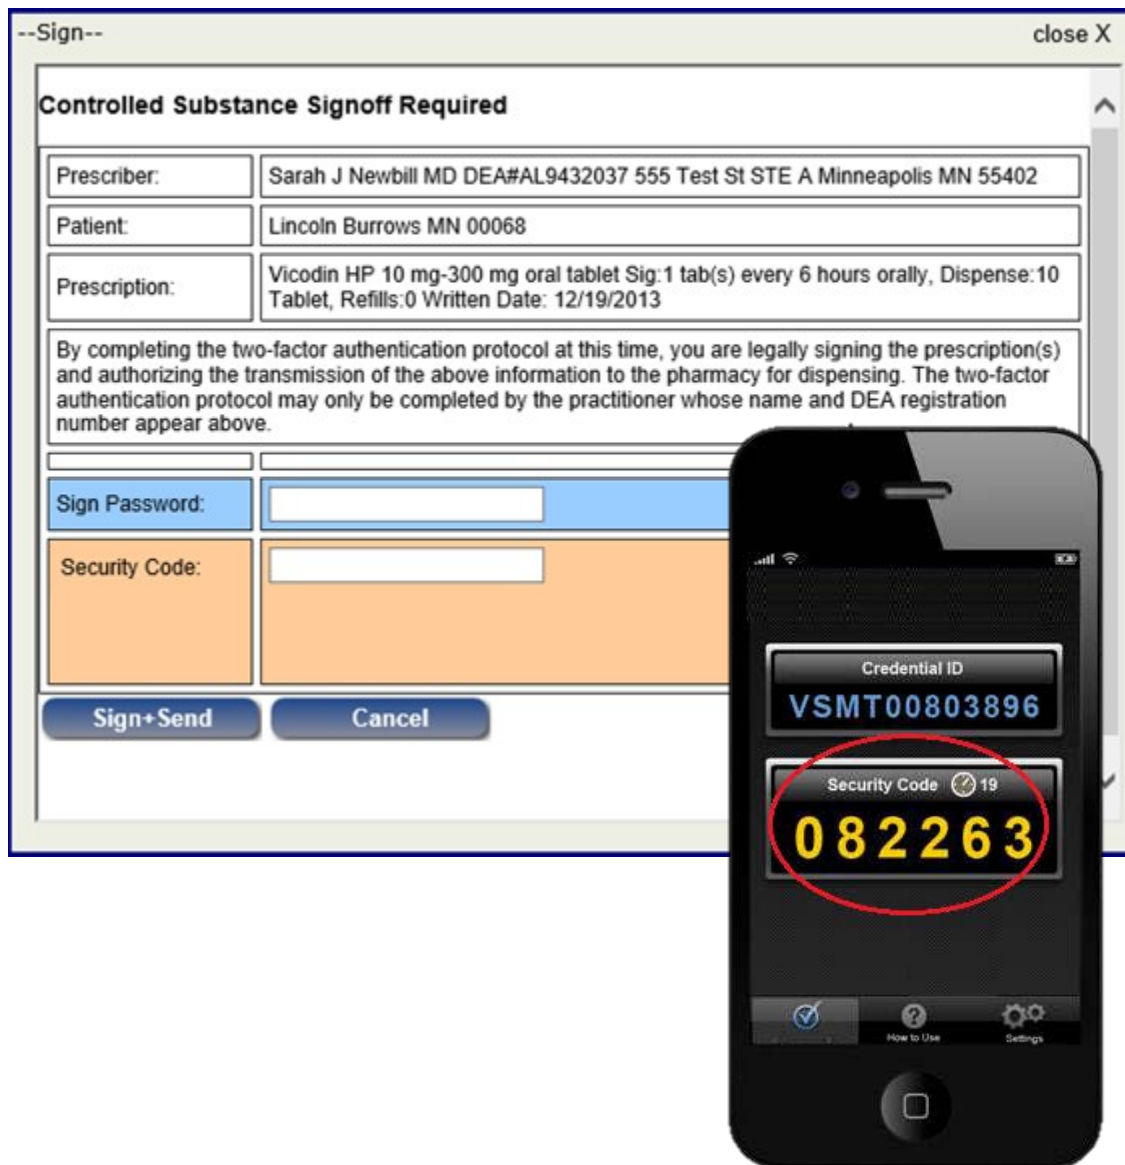 --Sign-- close X
Controlled Substance Signoff Required
Prescriber: Sarah J Newbill MD DEA#AL9432037 555 Test St STE A Minneapolis MN 55402
Patient: Lincoln Burrows MN 00068
Prescription: Vicodin HP 10 mg-300 mg oral tablet Sig:1 tab(s) every 6 hours orally, Dispense:10
Tablet, Refills:0 Written Date: 12/19/2013
By completing the two-factor authentication protocol at this time, you are legally signing the prescription(s)
and authorizing the transmission of the above information to the pharmacy for dispensing. The two-factor
authentication protocol may only be completed by the practitioner whose name and DEA registration
number appear above.
Sign Password:
Security Code:
Sign+Send Cancel
Credential ID
VSMT00803896
Security Code 19
082263
How to Use Settings